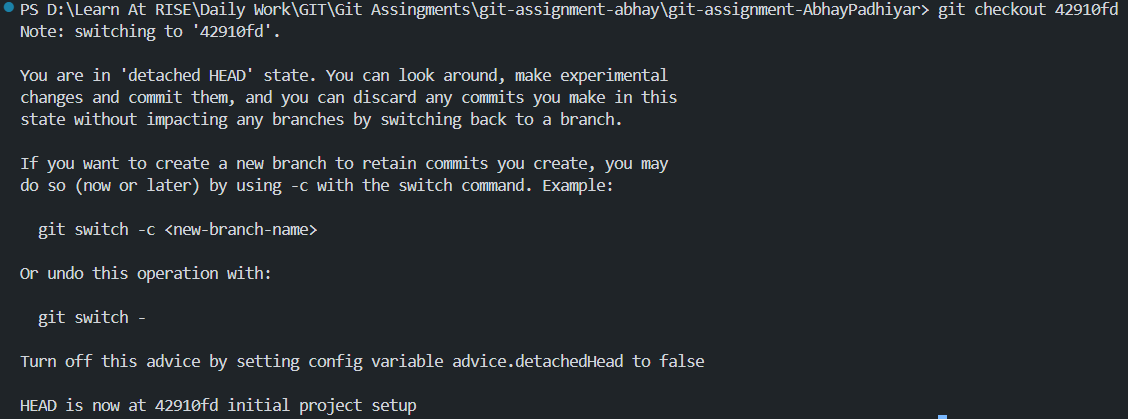 PS D:\Learn At RISE\Daily Work\GIT\Git Assingments\git-assignment-abhay\git-assignment-AbhayPadhiyar> git checkout 42910fd
Note: switching to '42910fd'.

You are in 'detached HEAD' state. You can look around, make experimental
changes and commit them, and you can discard any commits you make in this
state without impacting any branches by switching back to a branch.

If you want to create a new branch to retain commits you create, you may
do so (now or later) by using -c with the switch command. Example:

  git switch -c <new-branch-name>

Or undo this operation with:

  git switch -

Turn off this advice by setting config variable advice.detachedHead to false

HEAD is now at 42910fd initial project setup